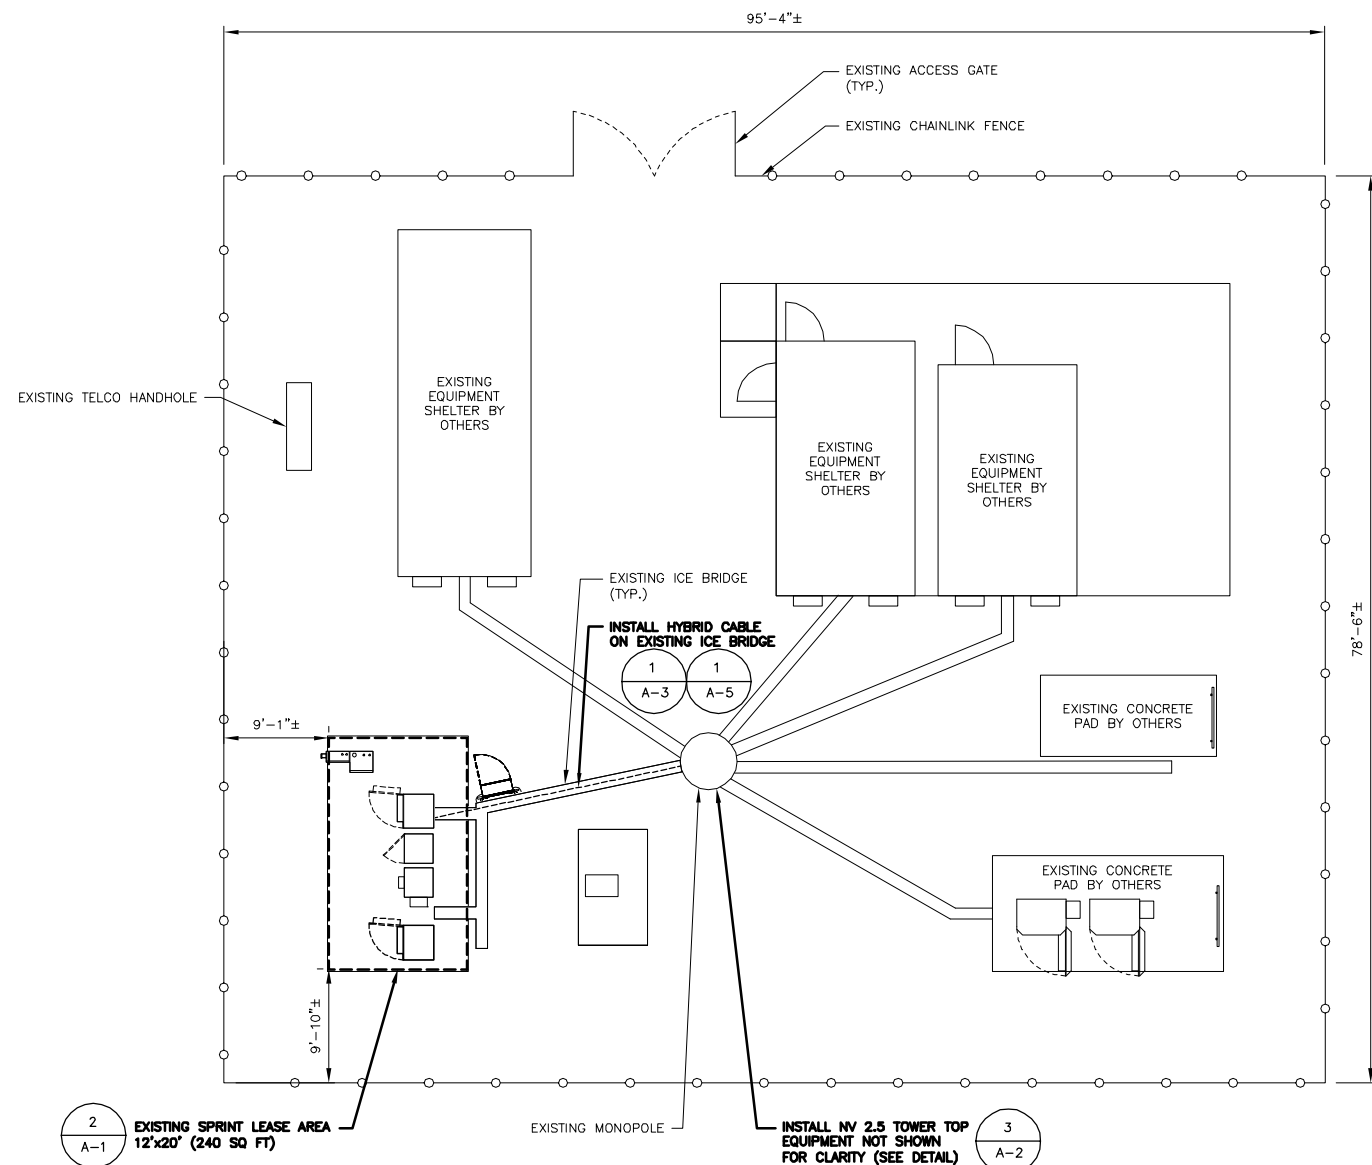 95'-4"±
EXISTING ACCESS GATE
(TYP.)
EXISTING CHAINLINK FENCE
EXISTING TELCO HANDHOLE
EXISTING
EQUIPMENT
SHELTER BY
OTHERS
EXISTING
EQUIPMENT
SHELTER BY
OTHERS
EXISTING
EQUIPMENT
SHELTER BY
OTHERS
EXISTING ICE BRIDGE
(TYP.)
INSTALL HYBRID CABLE
ON EXISTING ICE BRIDGE
1
A-3
1
A-5
78'-6"±
9'-1"±
EXISTING CONCRETE
PAD BY OTHERS
EXISTING CONCRETE
PAD BY OTHERS
9'-10"±
2
A-1
EXISTING SPRINT LEASE AREA
12'x20' (240 SQ FT)
EXISTING MONOPOLE
INSTALL NV 2.5 TOWER TOP
EQUIPMENT NOT SHOWN
FOR CLARITY (SEE DETAIL)
3
A-2